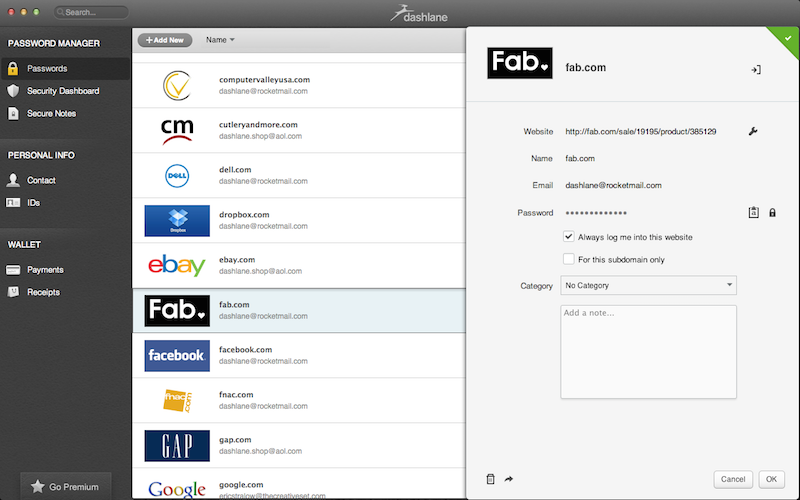 Search...
dashlane
PASSWORD MANAGER
Passwords
Security Dashboard
Secure Notes
PERSONAL INFO
Contact
IDs
WALLET
Payments
Receipts
Go Premium
+ Add New
Name
computervalleyusa.com
dashlane@rocketmail.com
cm
cutleryandmore.com
dashlane.shop@aol.com
DELL
dell.com
dashlane@rocketmail.com
Dropbox
dropbox.com
dashlane@rocketmail.com
ebay
ebay.com
dashlane.shop@aol.com
Fab
fab.com
dashlane@rocketmail.com
facebook
facebook.com
dashlane@rocketmail.com
fnac.com
fnac.com
dashlane@rocketmail.com
GAP
gap.com
dashlane.shop@aol.com
Google
google.com
ericstralow@thecreativeset.com
Fab
fab.com
Website http://fab.com/sale/19195/product/385129
Name fab.com
Email dashlane@rocketmail.com
Password •••••••••••••
Always log me into this website
For this subdomain only
Category No Category
Add a note...
Cancel OK